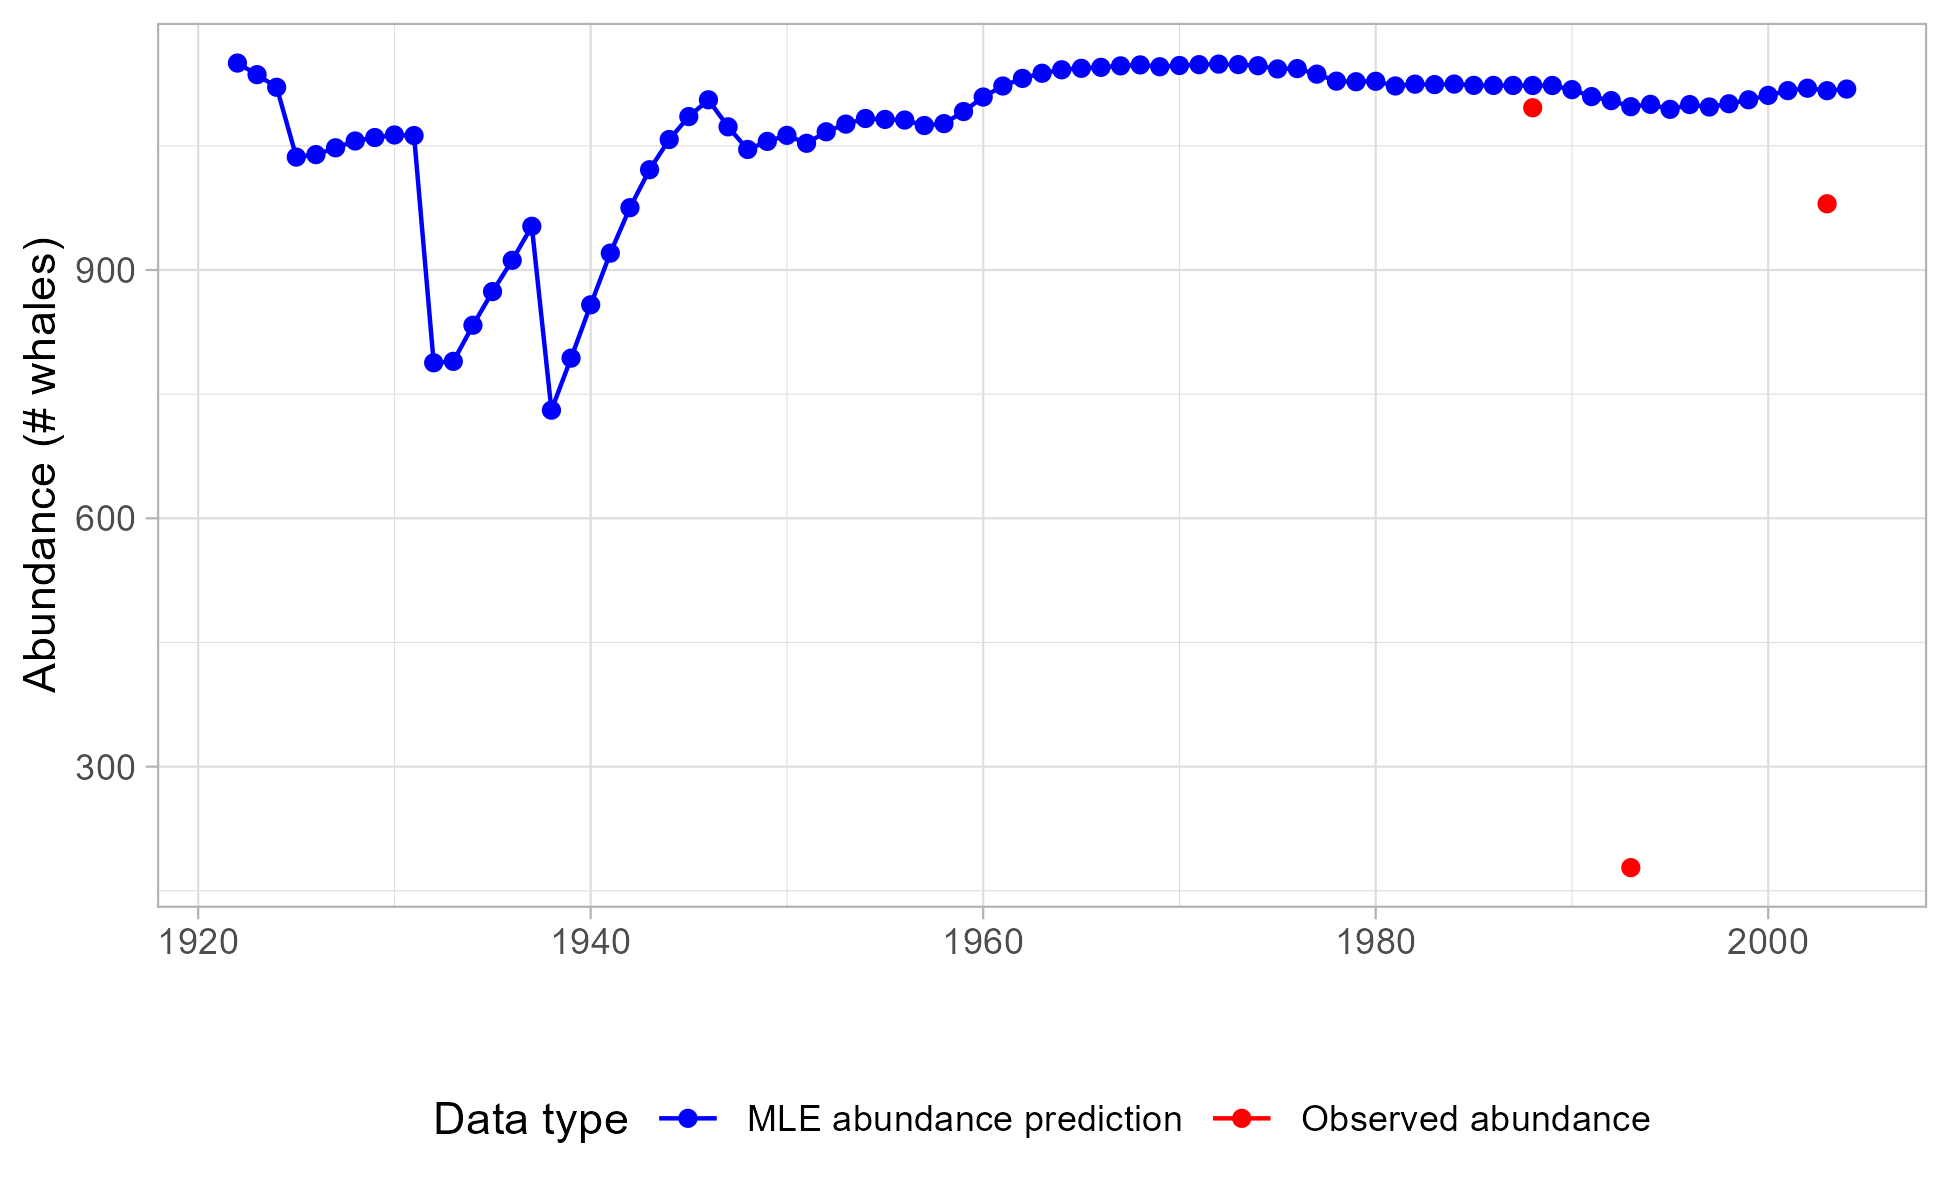 Abundance (# whales)
900
600
300
1920 1940 1960 1980 2000
Data type MLE abundance prediction Observed abundance